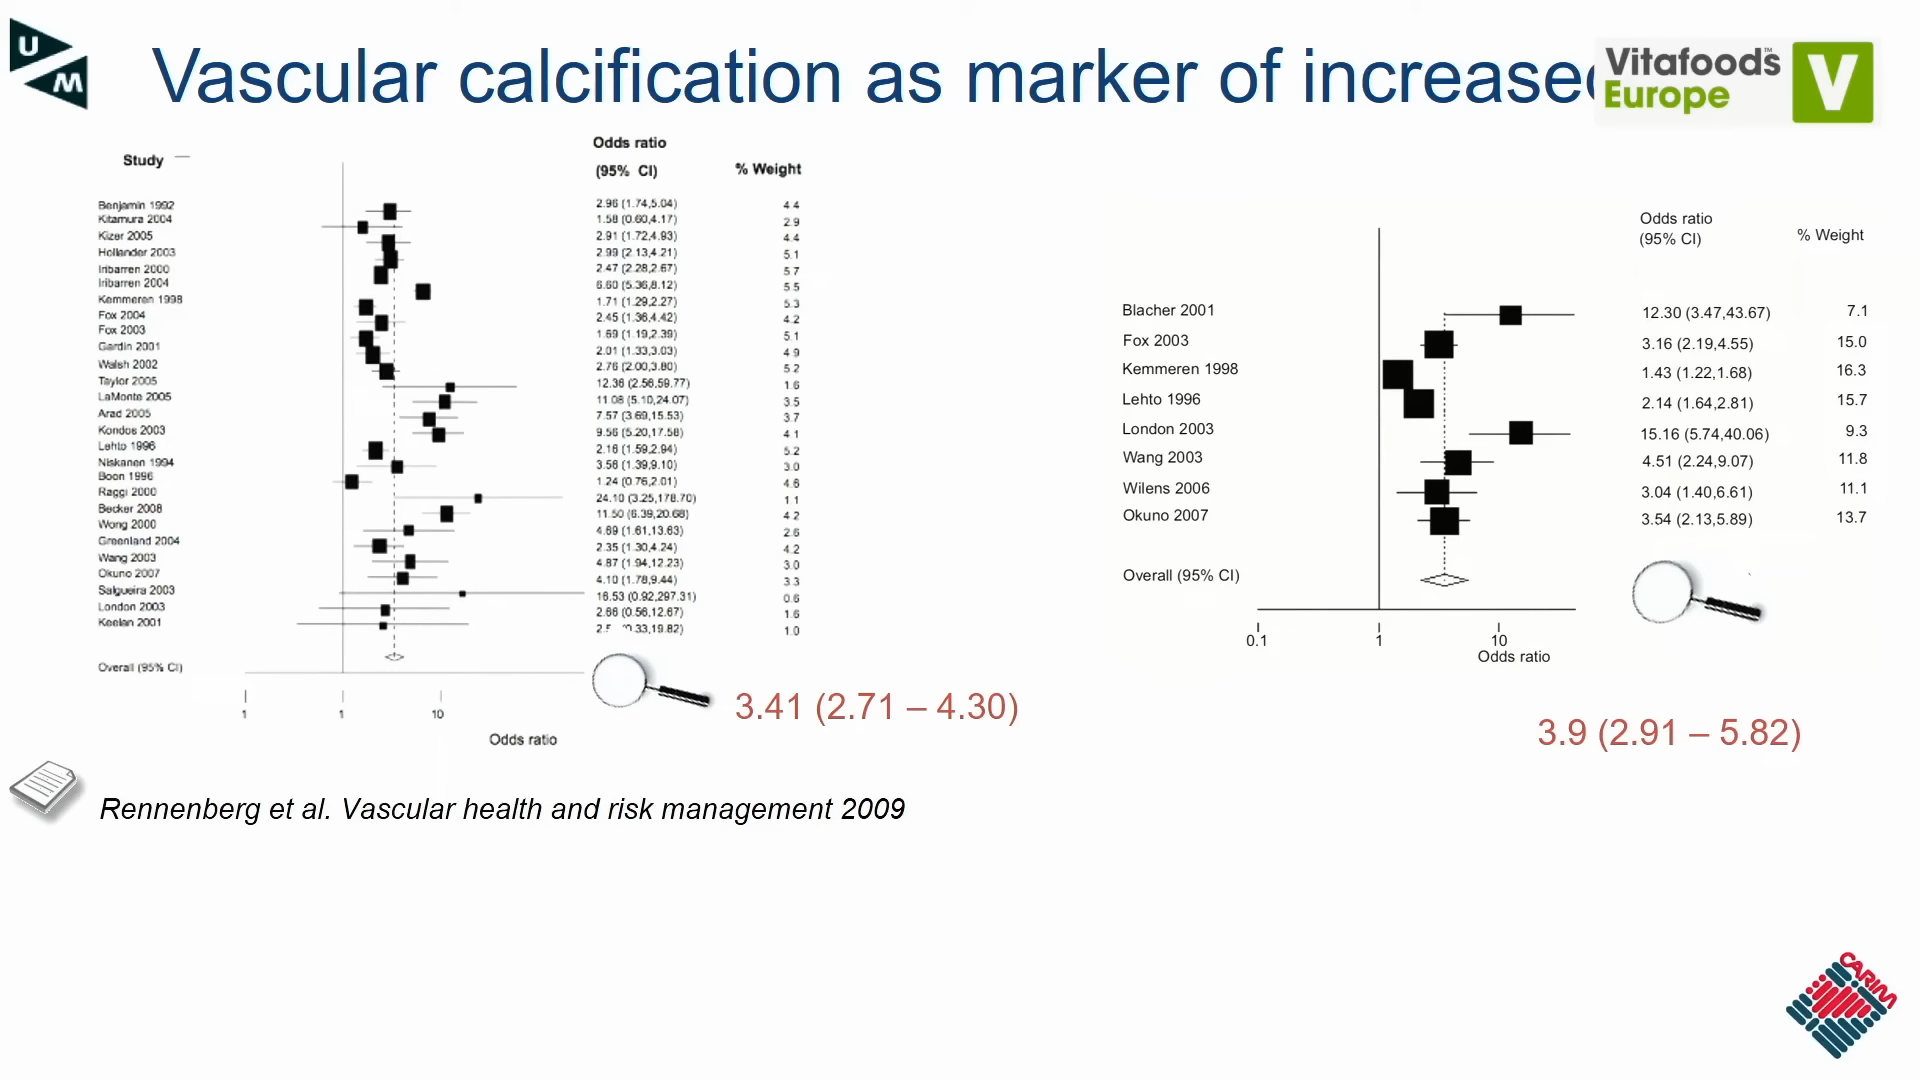 U
M
Vascular calcification as marker of increased
Vitafoods™
Europe
V
Study
Odds ratio
(95% CI)
% Weight
Benjamin 1992 2.96 (1.74,5.04) 4.4
Kitamura 2004 1.58 (0.60,4.17) 2.9
Kizer 2005 2.91 (1.72,4.93) 4.4
Hollander 2003 2.99 (2.13,4.21) 5.1
Iribarren 2000 2.47 (2.28,2.67) 5.7
Iribarren 2004 6.60 (5.36,8.12) 5.5
Kemmeren 1998 1.71 (1.29,2.27) 5.3
Fox 2004 2.45 (1.36,4.42) 4.2
Fox 2003 1.69 (1.19,2.39) 5.1
Gardin 2001 2.01 (1.33,3.03) 4.9
Walsh 2002 2.76 (2.00,3.80) 5.2
Taylor 2005 12.36 (2.56,59.77) 1.6
LaMonte 2005 11.08 (5.10,24.07) 3.5
Arad 2005 7.57 (3.69,15.53) 3.7
Kondos 2003 9.56 (5.20,17.58) 4.1
Lehto 1996 2.16 (1.59,2.94) 5.2
Niskanen 1994 3.56 (1.39,9.10) 3.0
Boon 1996 1.24 (0.76,2.01) 4.6
Raggi 2000 24.10 (3.25,178.70) 1.1
Becker 2008 11.50 (6.39,20.68) 4.2
Wong 2000 4.69 (1.61,13.63) 2.6
Greenland 2004 2.35 (1.30,4.24) 4.2
Wang 2003 4.87 (1.94,12.23) 3.0
Okuno 2007 4.10 (1.78,9.44) 3.3
Salgueira 2003 16.53 (0.92,297.31) 0.6
London 2003 2.66 (0.56,12.67) 1.6
Keelan 2001 0.33,19.82) 1.0
Overall (95% CI)
1 1 10
Odds ratio
3.41 (2.71 – 4.30)
Odds ratio
(95% CI)
% Weight
Blacher 2001 12.30 (3.47,43.67) 7.1
Fox 2003 3.16 (2.19,4.55) 15.0
Kemmeren 1998 1.43 (1.22,1.68) 16.3
Lehto 1996 2.14 (1.64,2.81) 15.7
London 2003 15.16 (5.74,40.06) 9.3
Wang 2003 4.51 (2.24,9.07) 11.8
Wilens 2006 3.04 (1.40,6.61) 11.1
Okuno 2007 3.54 (2.13,5.89) 13.7
Overall (95% CI)
0.1 1 10
Odds ratio
3.9 (2.91 – 5.82)
Rennenberg et al. Vascular health and risk management 2009
CARIM